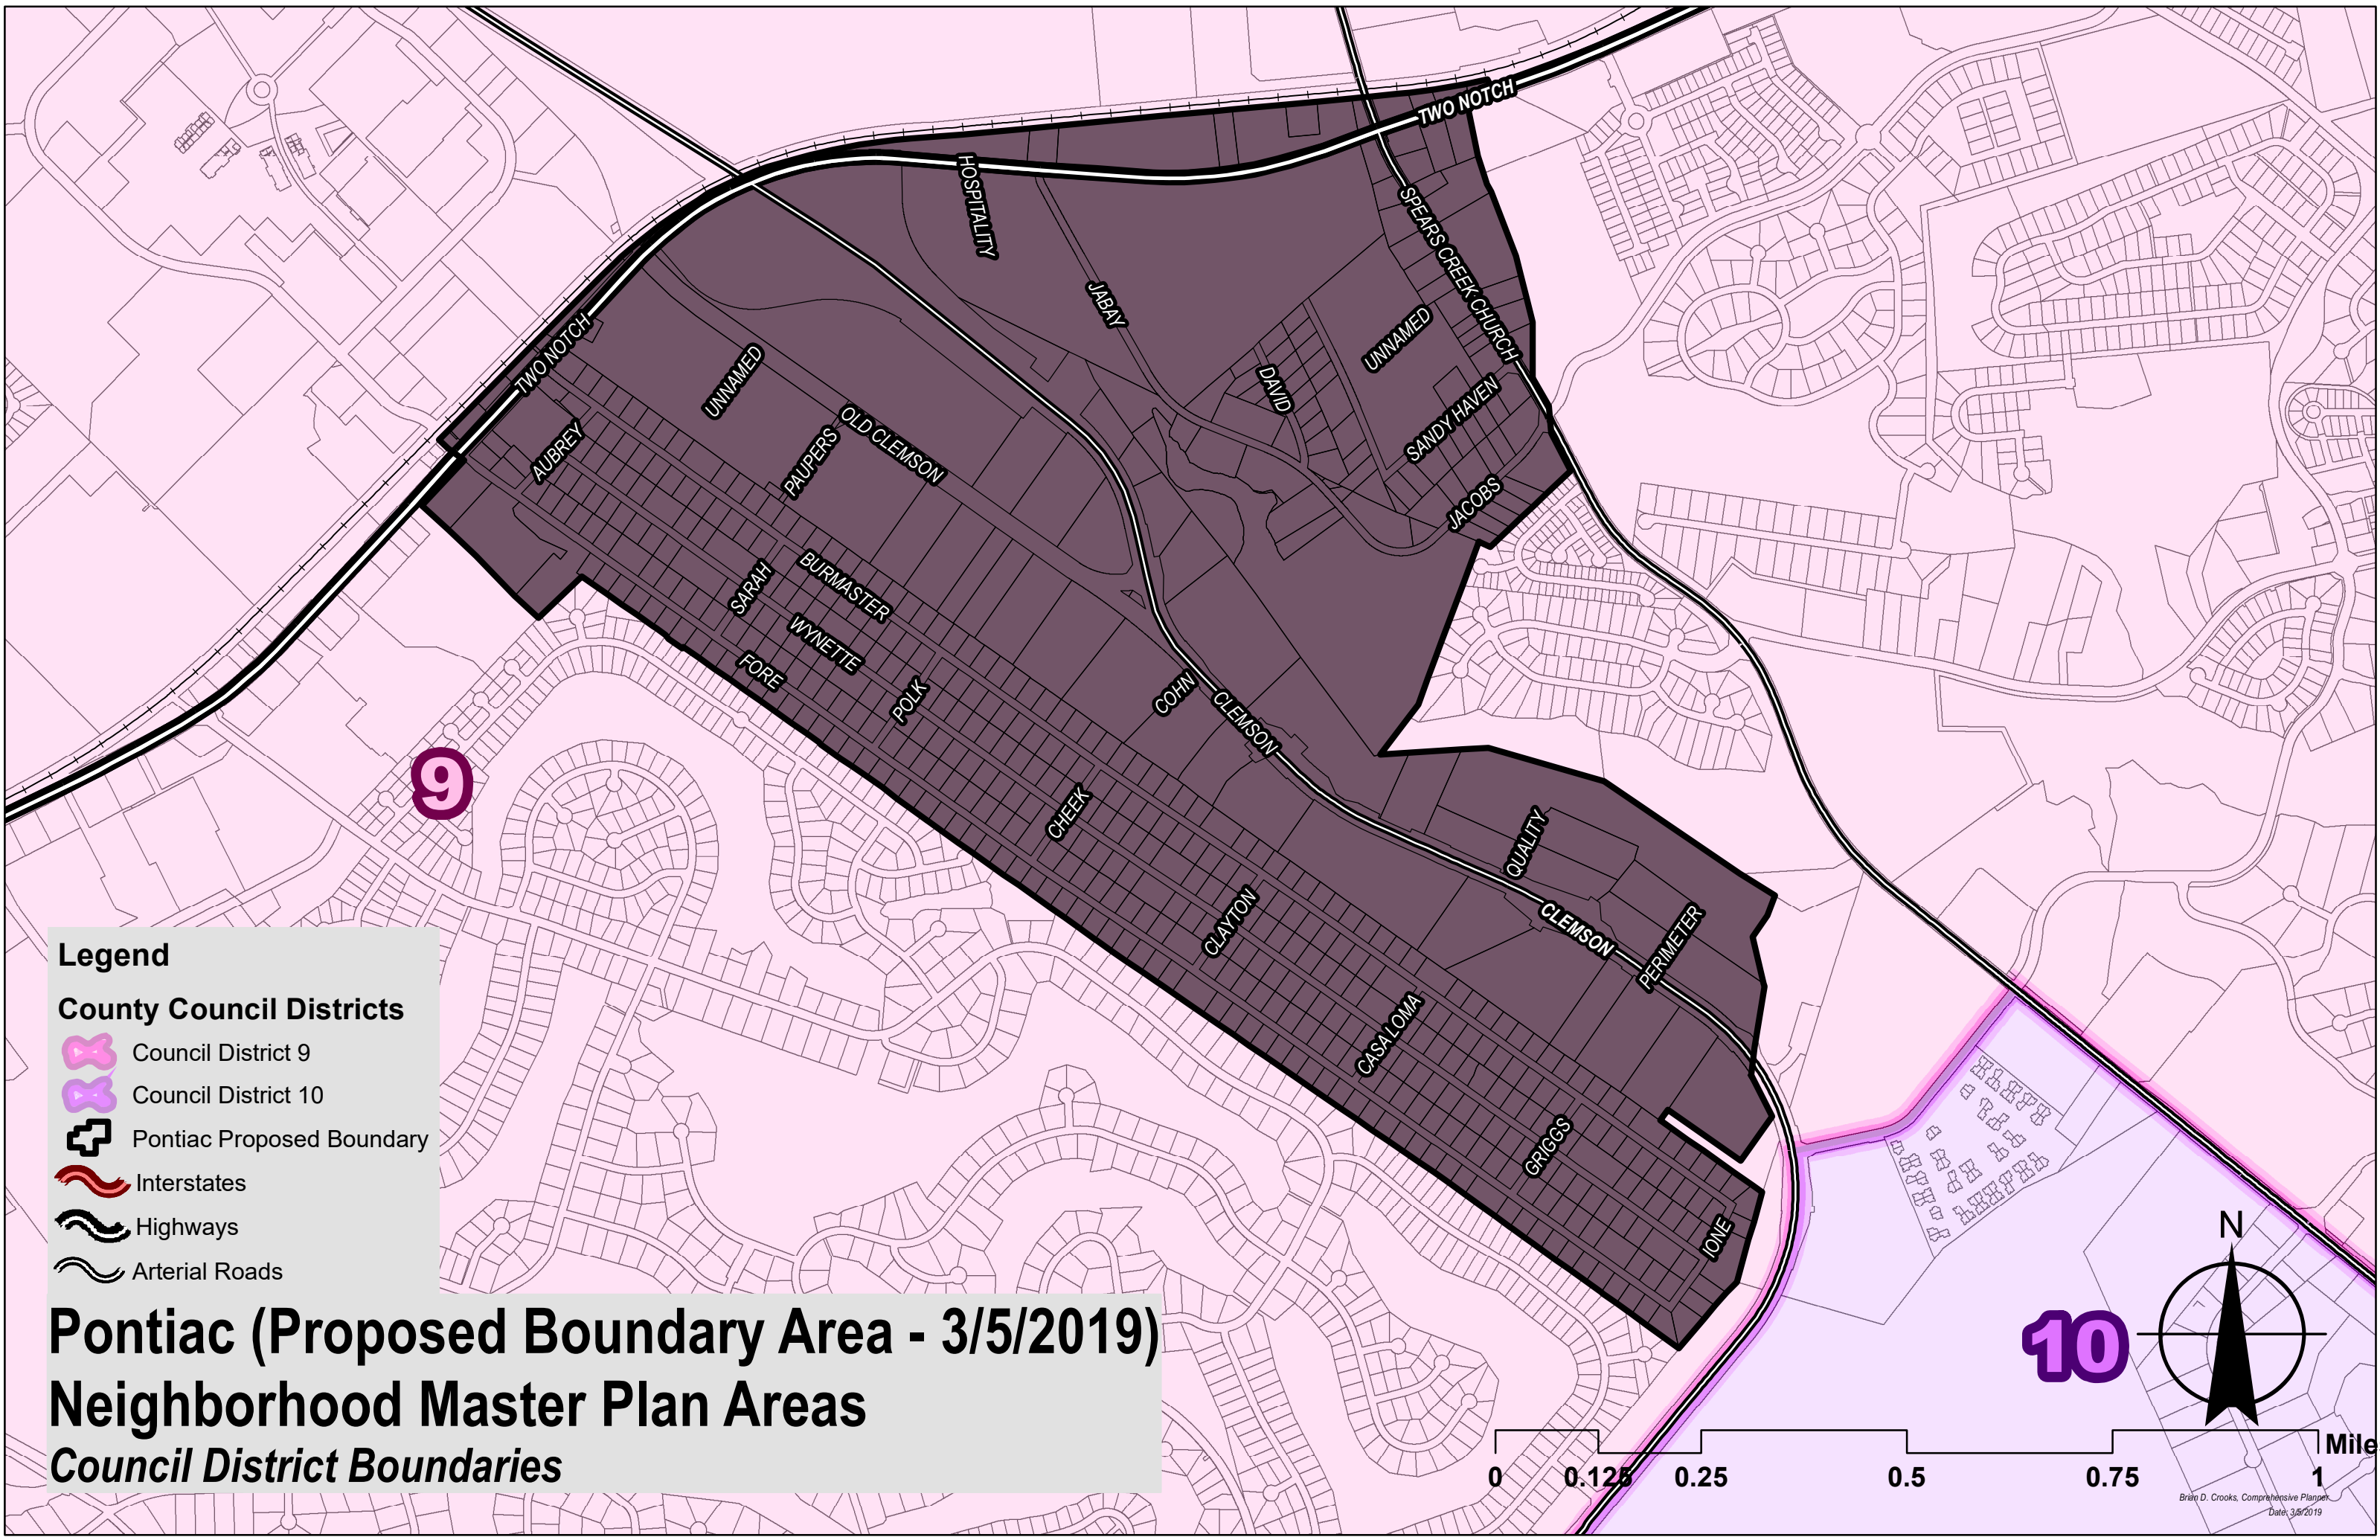 TWO NOTCH
HOSPITALITY
SPEARS CREEK CHURCH
JABAY
UNNAMED
TWO NOTCH
UNNAMED
DAVID
SANDY HAVEN
AUBREY
PAUPERS
OLD CLEMSON
JACOBS
SARAH
BURMASTER
WYNETTE
FORE
POLK
COHN
CLEMSON
9
CHEEK
QUALITY
CLAYTON
CLEMSON
PERIMETER
CASA LOMA
GRIGGS
IONE
Legend
County Council Districts
Council District 9
Council District 10
Pontiac Proposed Boundary
Interstates
Highways
Arterial Roads
Pontiac (Proposed Boundary Area - 3/5/2019)
Neighborhood Master Plan Areas
Council District Boundaries
N
10
Mile
0 0.125 0.25 0.5 0.75 1
Brian D. Crooks, Comprehensive Planner
Date: 3/5/2019